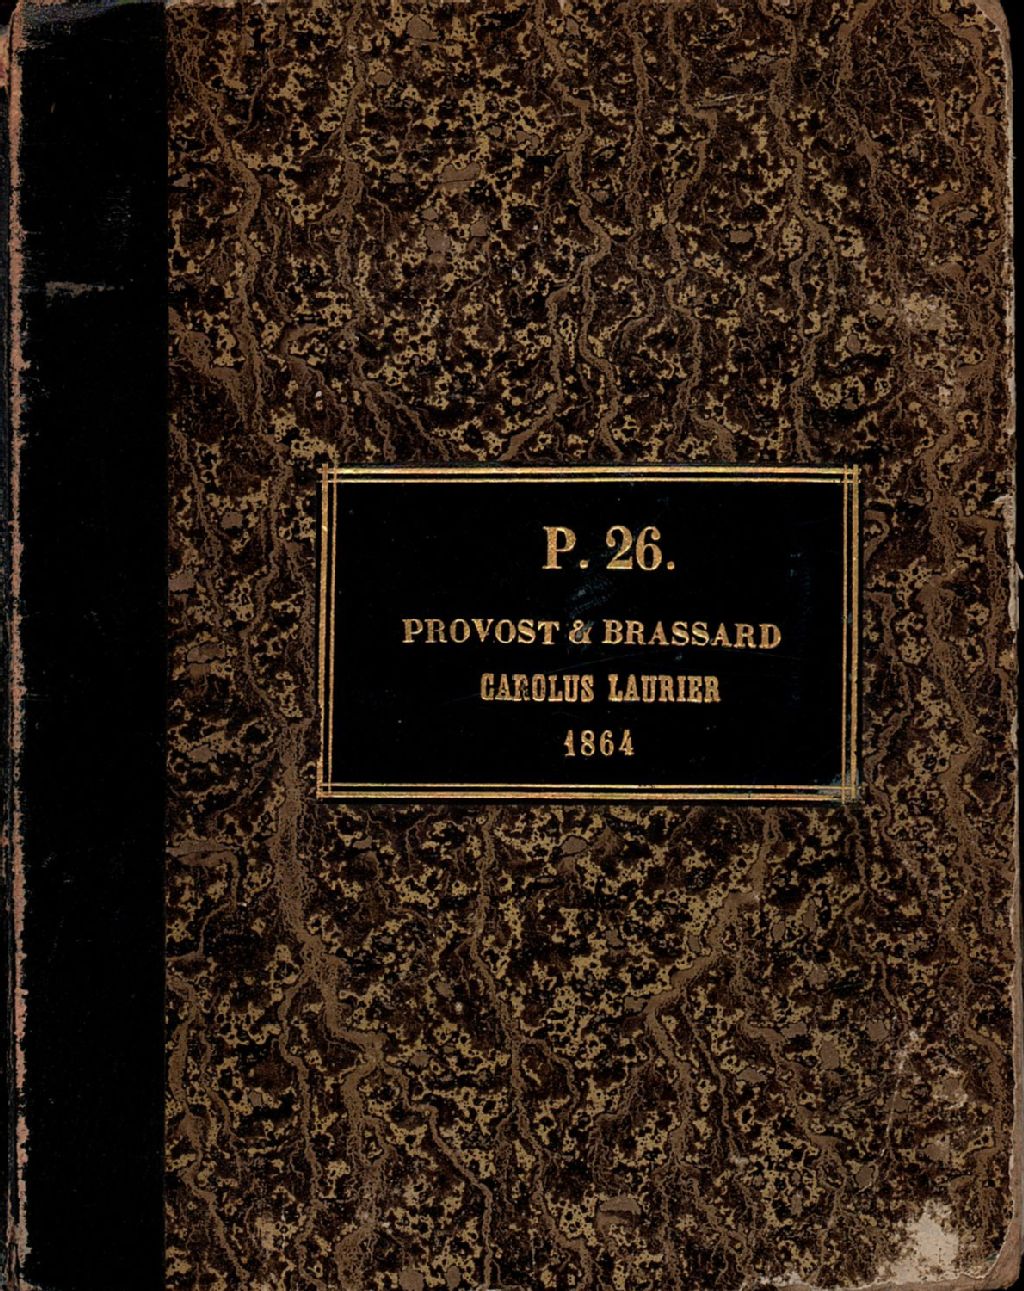 P. 26.
PROVOST & BRASSARD
CAROLUS LAURIER
1864